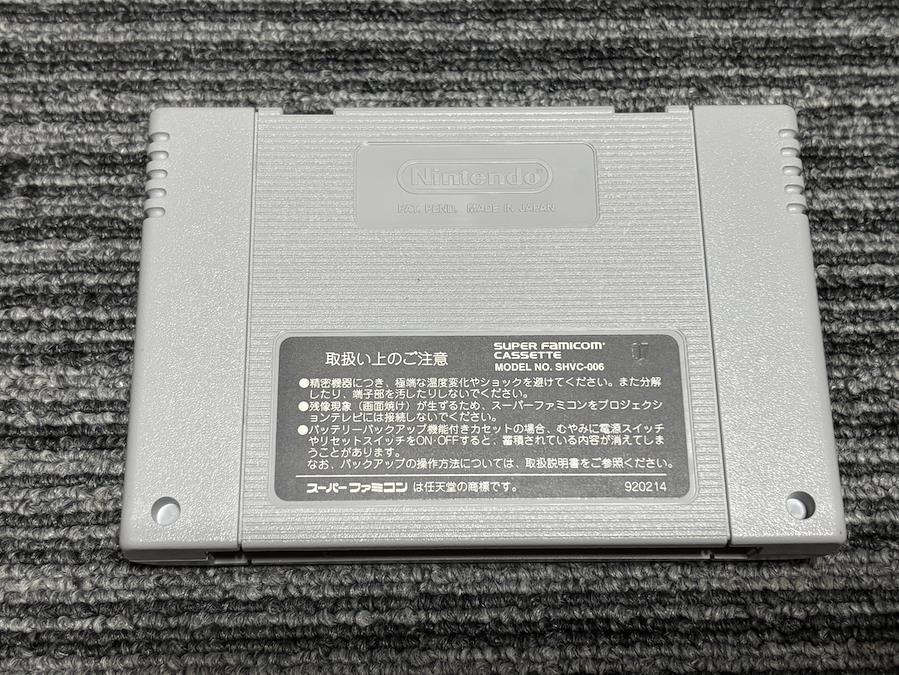 Nintendo®
PAT. PEND. MADE IN JAPAN
取扱い上のご注意
SUPER FAMICOM®
CASSETTE
MODEL NO. SHVC-006
●精密機器につき、極端な温度変化やショックを避けてください。また分解
したり、端子部を汚したりしないでください。
●残像現象（画面焼け）が生ずるため、スーパーファミコンをプロジェクシ
ョンテレビには接続しないでください。
●バッテリーバックアップ機能付きカセットの場合、むやみに電源スイッチ
やリセットスイッチをON·OFFすると、蓄積されている内容が消えてしま
うことがあります。
なお、バックアップの操作方法については、取扱説明書をご参照ください。
スーパーファミコン は任天堂の商標です。
920214